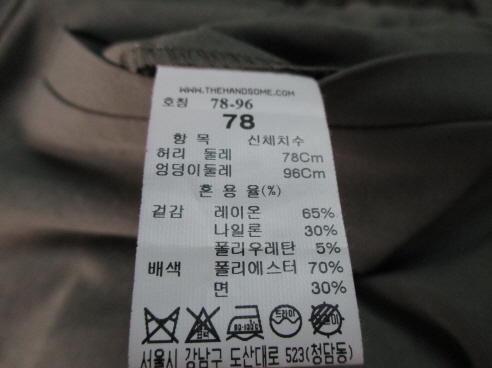 WWW.THEHANDSOME.COM
호칭 78-96
78
항 목 신체치수
허리 둘레 78Cm
엉덩이둘레 96Cm
혼 용 율(%)
겉감 레이온 65%
나일론 30%
폴리우레탄 5%
배색 폴리에스터 70%
면 30%
드라이
서울시 강남구 도산대로 523(청담동)